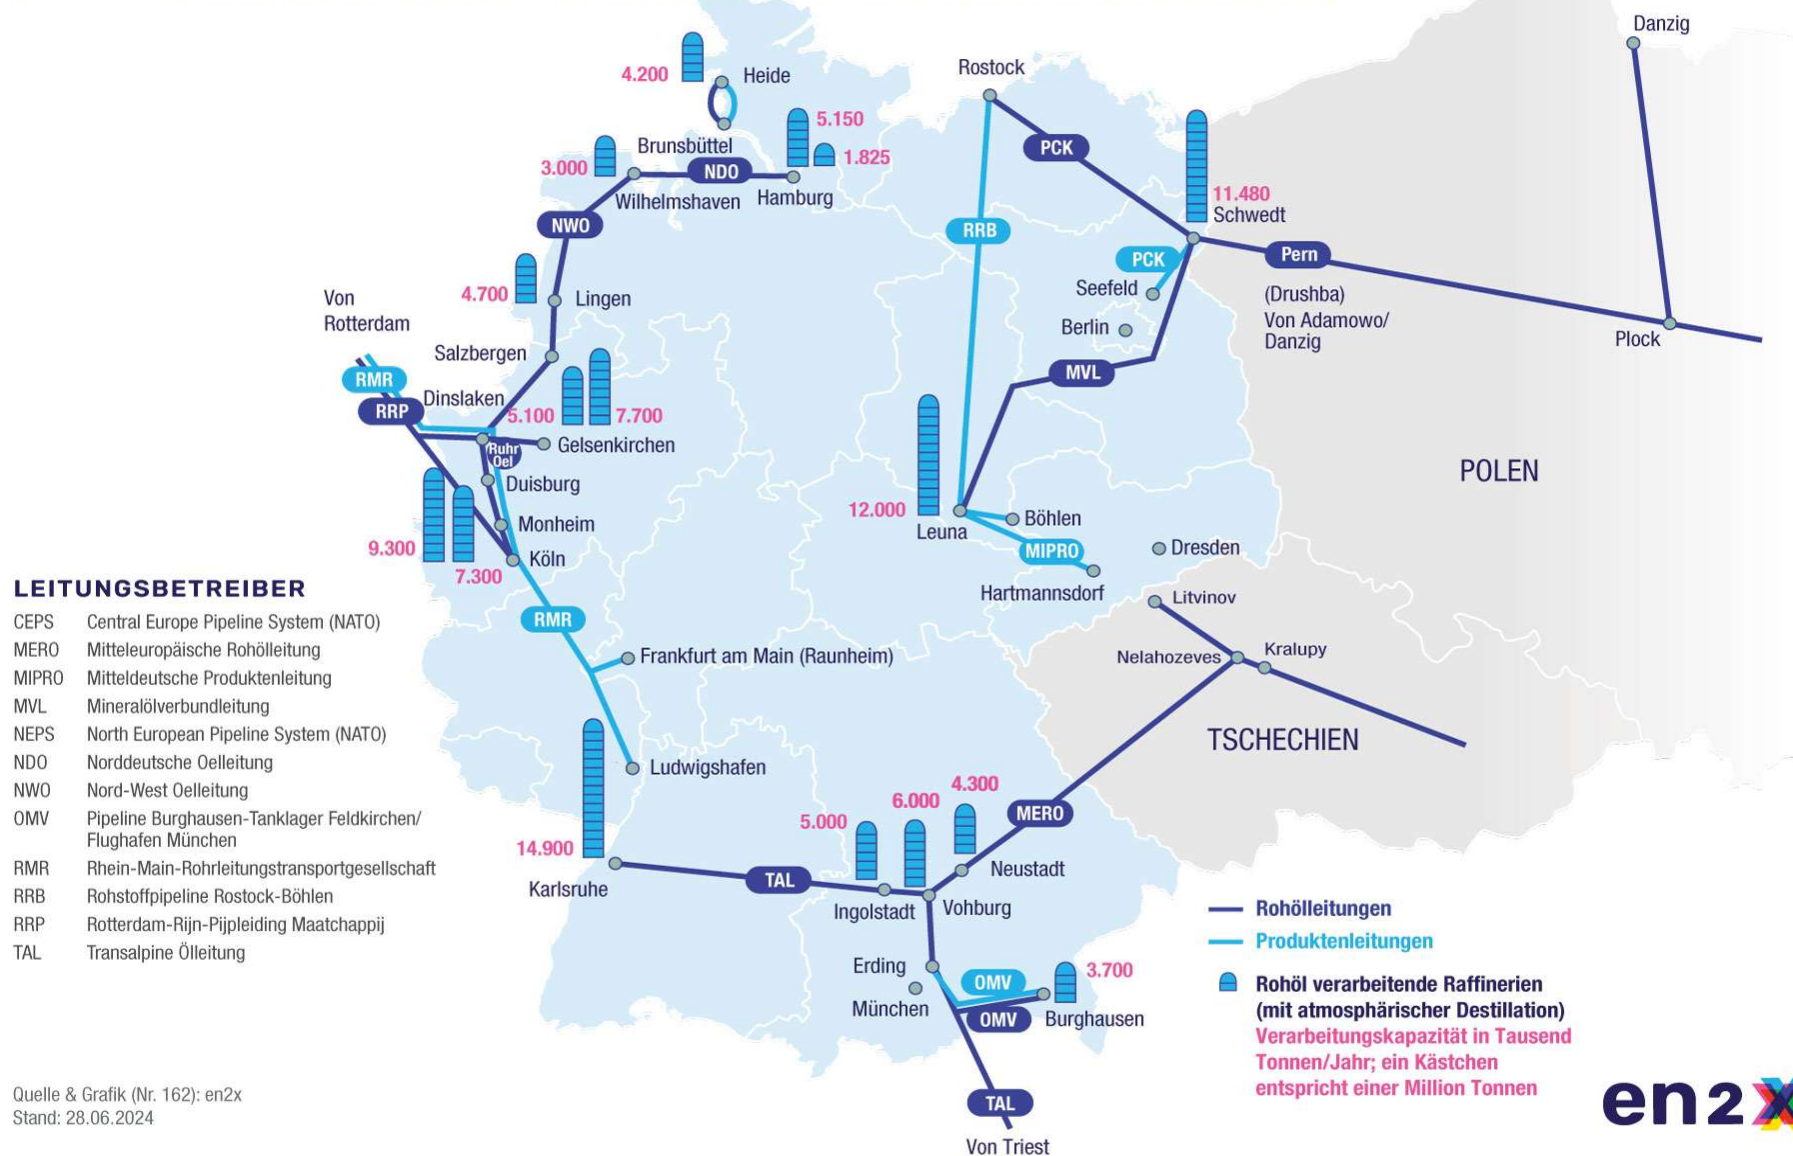 Danzig
Rostock
4.200
Heide
5.150
1.825
Brunsbüttel
3.000
NDO
Wilhelmshaven
Hamburg
PCK
11.480
Schwedt
NWO
RRB
PCK
Pern
4.700
Lingen
Seefeld
(Drushba)
Von Adamowo/
Danzig
Von
Rotterdam
Berlin
Plock
Salzbergen
RMR
MVL
Dinslaken
RRP
5.100
7.700
Ruhr
Oel
Gelsenkirchen
POLEN
Duisburg
12.000
Leuna
Böhlen
Monheim
9.300
7.300
Köln
MIPRO
Dresden
Hartmannsdorf
Litvinov
RMR
Nelahozeves
Kralupy
Frankfurt am Main (Raunheim)
TSCHECHIEN
Ludwigshafen
4.300
6.000
5.000
MERO
14.900
Karlsruhe
TAL
Neustadt
Ingolstadt
Vohburg
Erding
München
OMV
3.700
OMV
Burghausen
TAL
Von Triest
LEITUNGSBETREIBER
CEPS Central Europe Pipeline System (NATO)
MERO Mitteleuropäische Rohölleitung
MIPRO Mitteldeutsche Produktenleitung
MVL Mineralölverbundleitung
NEPS North European Pipeline System (NATO)
NDO Norddeutsche Oelleitung
NWO Nord-West Oelleitung
OMV Pipeline Burghausen-Tanklager Feldkirchen/
Flughafen München
RMR Rhein-Main-Rohrleitungstransportgesellschaft
RRB Rohstoffpipeline Rostock-Böhlen
RRP Rotterdam-Rijn-Pijpleiding Maatchappij
TAL Transalpine Ölleitung
Rohölleitungen
Produktenleitungen
Rohöl verarbeitende Raffinerien
(mit atmosphärischer Destillation)
Verarbeitungskapazität in Tausend
Tonnen/Jahr; ein Kästchen
entspricht einer Million Tonnen
Quelle & Grafik (Nr. 162): en2x
Stand: 28.06.2024
en2x